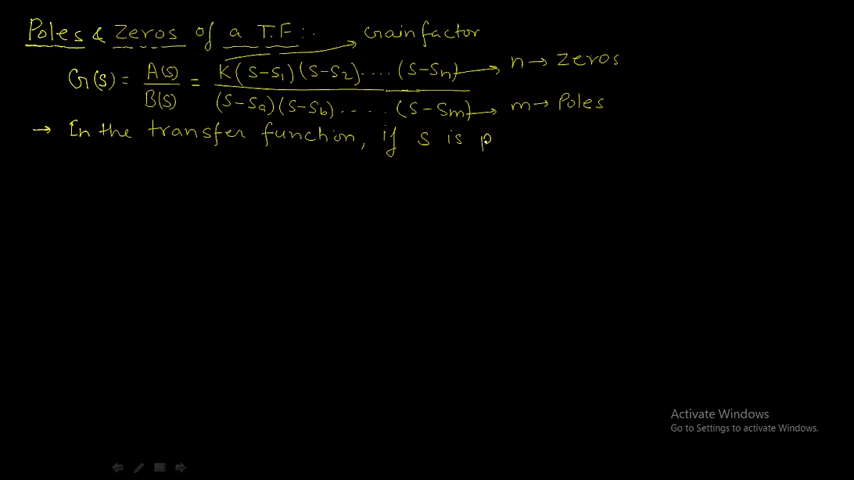 Poles & Zeros of a T.F :-
Gain factor
G(s) = A(s) / B(s) = K(s-s1)(s-s2) .... (s-sn) / (s-sa)(s-sb) ..... (s-sm)
n → zeros
m → Poles
→ In the transfer function, if s is p
Activate Windows
Go to Settings to activate Windows.